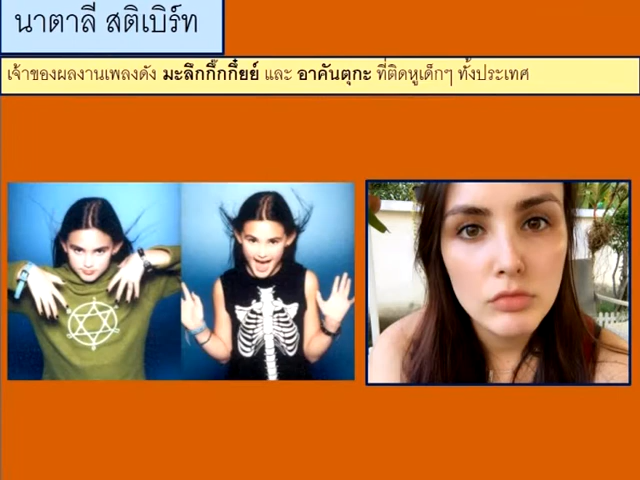 นาตาลี สติเบิร์ท
เจ้าของผลงานเพลงดัง มะลึกกึ๊กกึ๋ยย์ และ อาคันตุกะ ที่ติดหูเด็กๆ ทั้งประเทศ